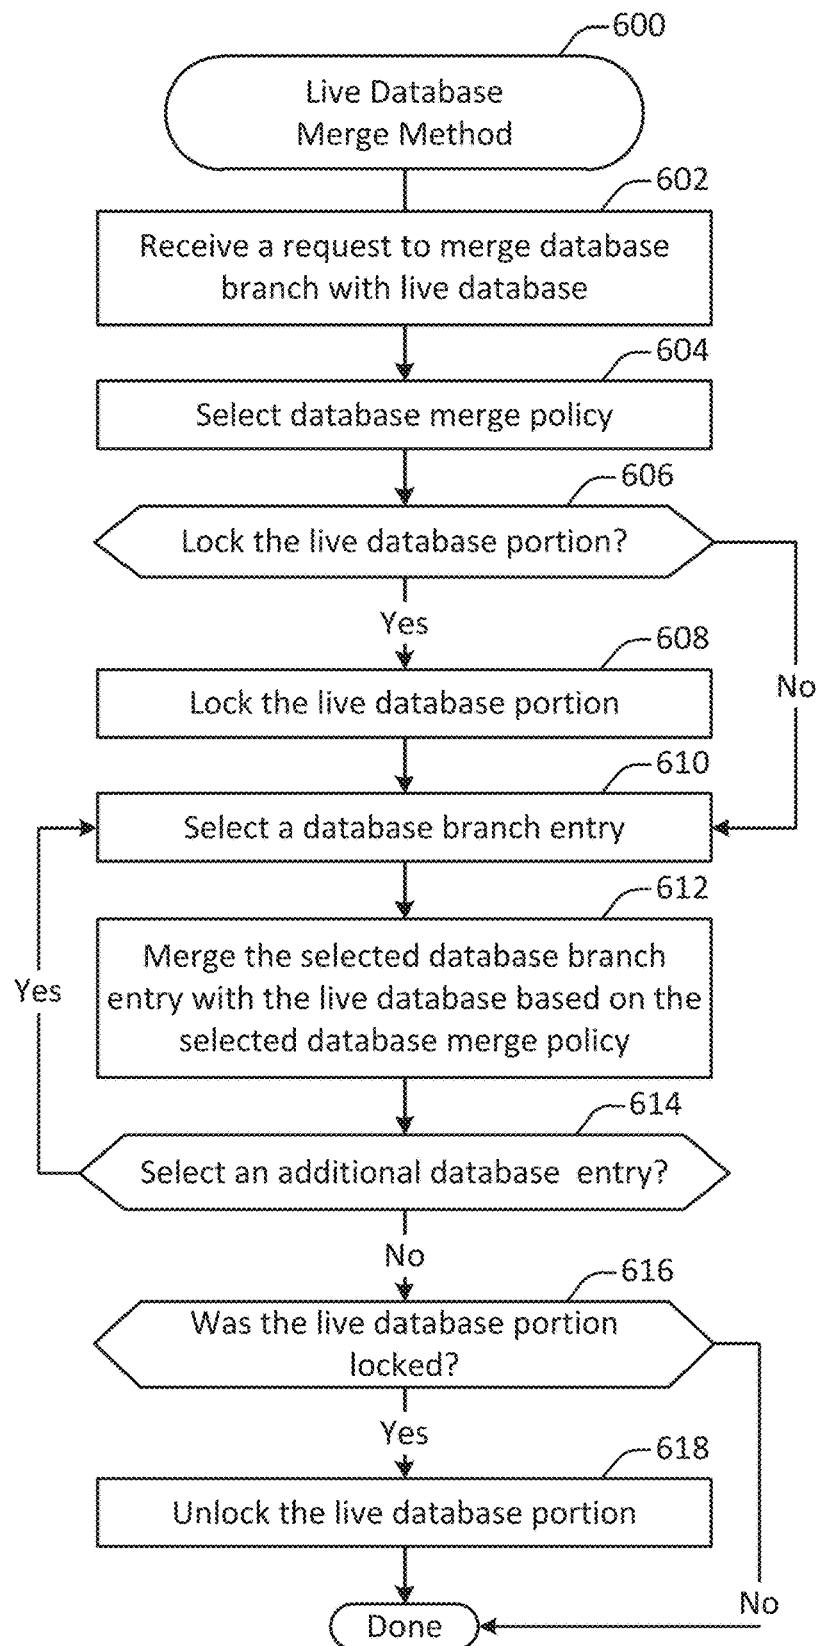 600
Live Database
Merge Method
602
Receive a request to merge database
branch with live database
604
Select database merge policy
606
Lock the live database portion?
Yes
No
608
Lock the live database portion
610
Select a database branch entry
612
Merge the selected database branch
entry with the live database based on the
selected database merge policy
Yes
614
Select an additional database entry?
No
616
Was the live database portion
locked?
Yes
618
Unlock the live database portion
No
Done